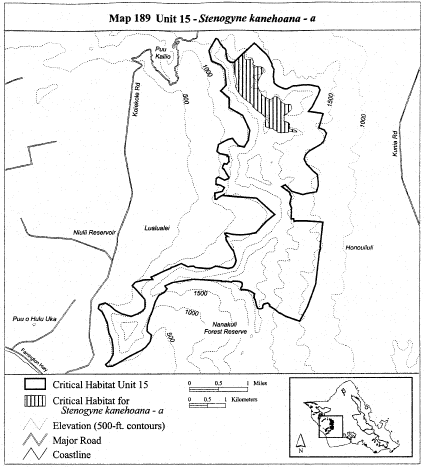 Map 189 Unit 15 - Stenogyne kanehoana - a
Puu
Kailio
Kolekole Rd
500
1000
1500
1000
Kunia Rd
Niulii Reservoir
Lualualei
Honouliuli
1500
1000
500
Nanakuli
Forest Reserve
Puu o Hulu Uka
Farrington Hwy
Critical Habitat Unit 15
Critical Habitat for
Stenogyne kanehoana - a
Elevation (500-ft. contours)
Major Road
Coastline
0 0.5 1 Miles
0 0.5 1 Kilometers
N